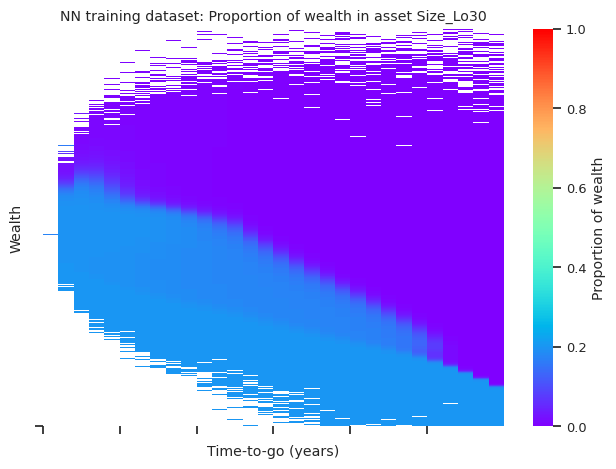 NN training dataset: Proportion of wealth in asset Size_Lo30
Wealth
Time-to-go (years)
1.0
0.8
0.6
0.4
0.2
0.0
Proportion of wealth